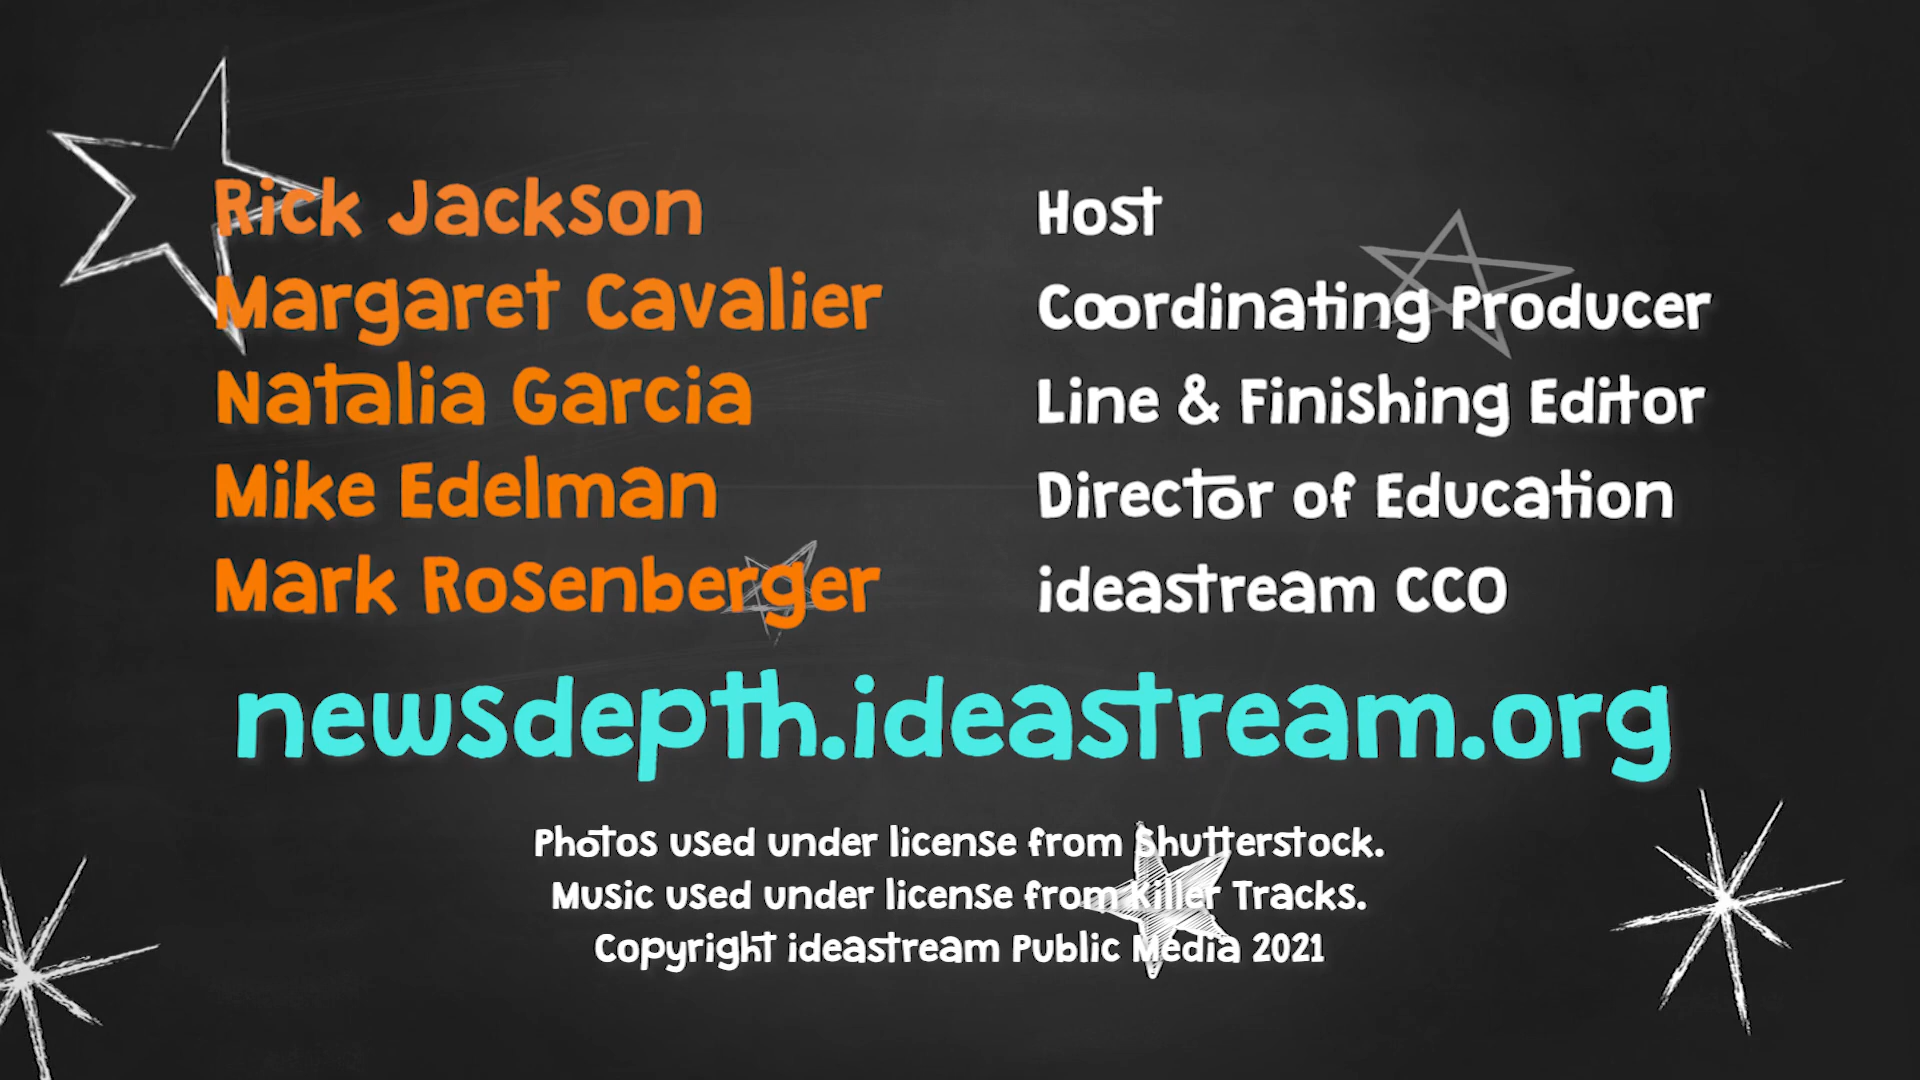 Rick Jackson Host
Margaret Cavalier Coordinating Producer
Natalia Garcia Line & Finishing Editor
Mike Edelman Director of Education
Mark Rosenberger ideastream CCO
newsdepth.ideastream.org
Photos used under license from Shutterstock.
Music used under license from Killer Tracks.
Copyright ideastream Public Media 2021